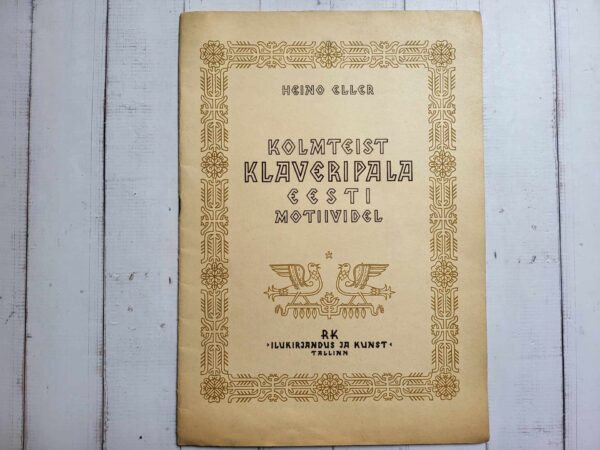 HEINO ELLER
KOLMTEIST
KLAVERIPALA
EESTI
MOTIIVIDEL
RK
"ILUKIRJANDUS JA KUNST"
TALLINN